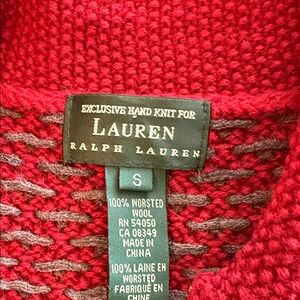 EXCLUSIVE HAND KNIT FOR
LAUREN
RALPH LAUREN
S
100% WORSTED
WOOL
RN 54050
CA 08349
MADE IN
CHINA
100% LAINE EN
WORSTED
FABRIQUÉ EN
CHINE